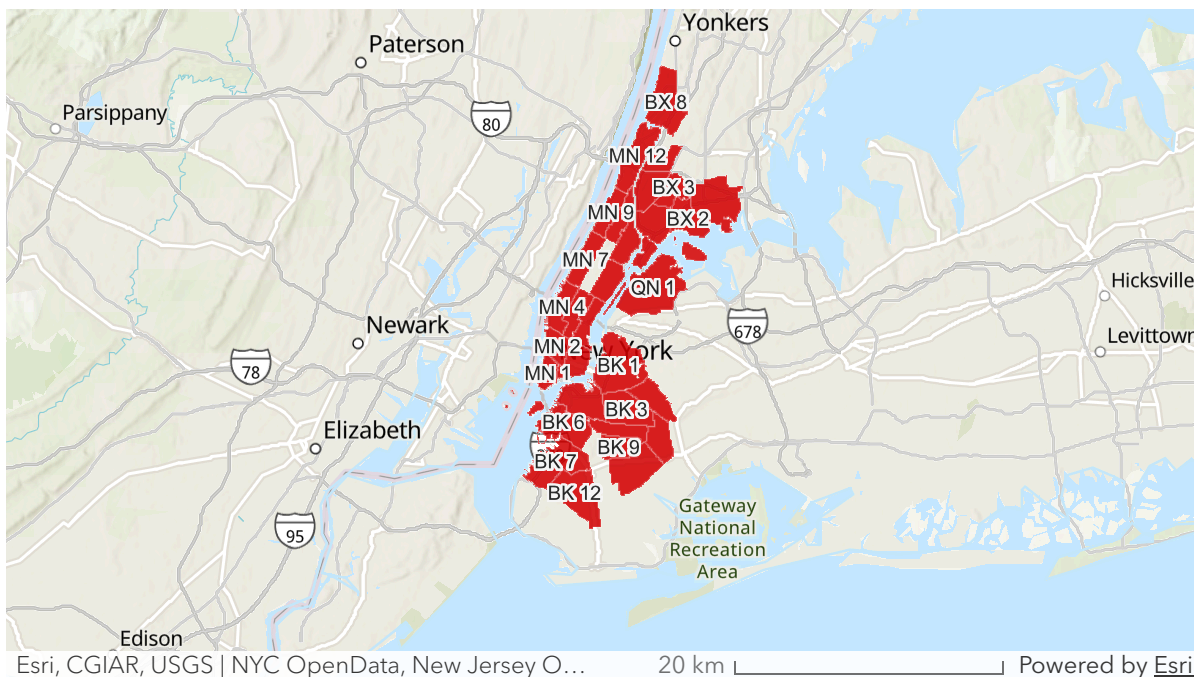 Yonkers
Paterson
BX 8
Parsippany
80
MN 12
BX 3
MN 9
BX 2
MN 7
QN 1
Hicksville
MN 4
Newark
678
Levittown
MN 2
New York
BK 1
78
MN 1
BK 3
BK 6
Elizabeth
BK 9
BK 7
BK 12
Gateway
National
Recreation
Area
95
Edison
Esri, CGIAR, USGS | NYC OpenData, New Jersey O…
20 km
Powered by Esri